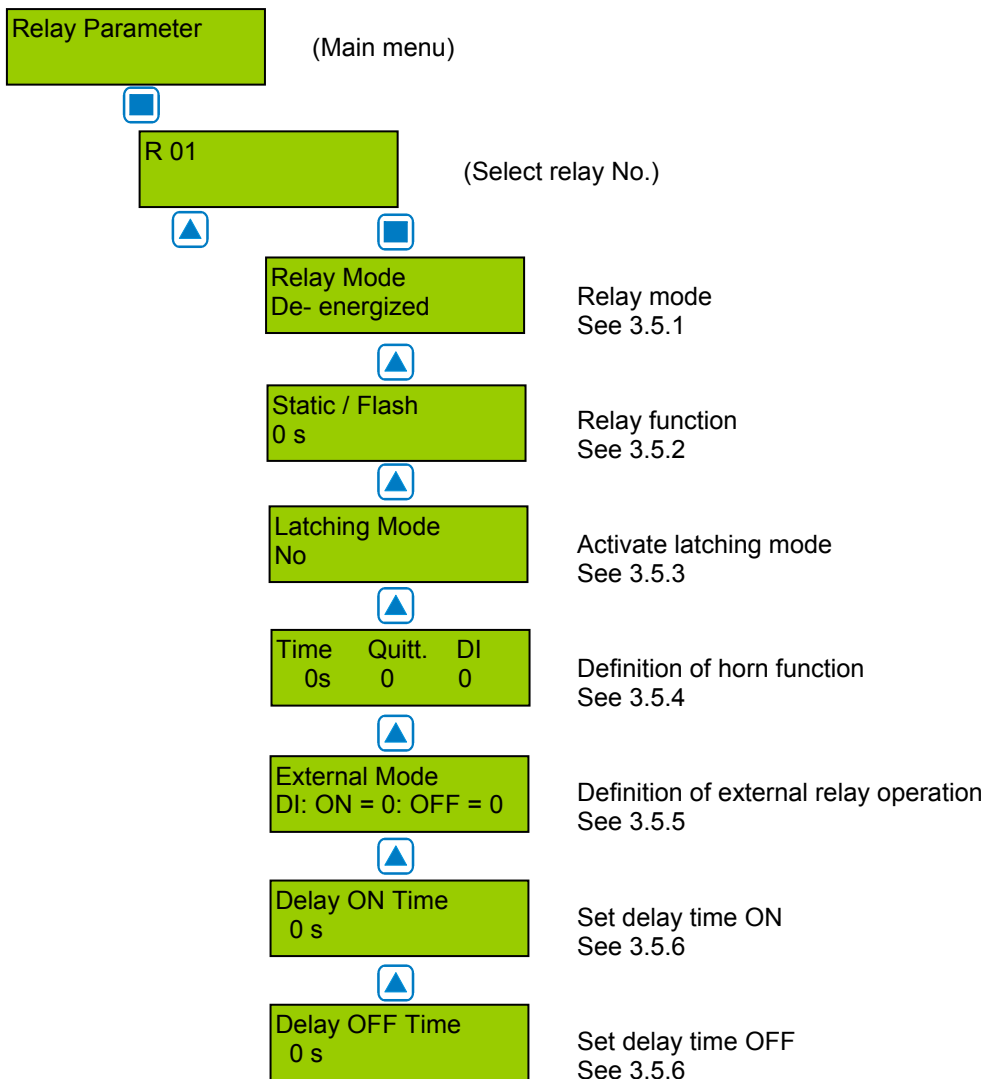 Relay Parameter
(Main menu)
R 01
(Select relay No.)
Relay Mode
De- energized
Relay mode
See 3.5.1
Static / Flash
0 s
Relay function
See 3.5.2
Latching Mode
No
Activate latching mode
See 3.5.3
Time Quitt. DI
0s 0 0
Definition of horn function
See 3.5.4
External Mode
DI: ON = 0: OFF = 0
Definition of external relay operation
See 3.5.5
Delay ON Time
0 s
Set delay time ON
See 3.5.6
Delay OFF Time
0 s
Set delay time OFF
See 3.5.6